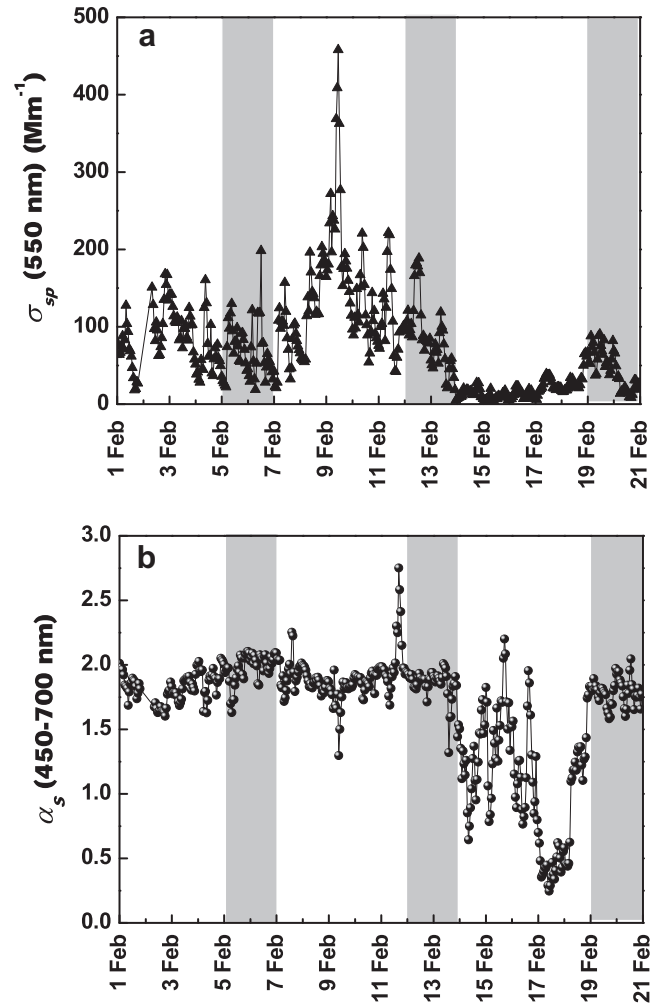 a
σsp (550 nm) (Mm-1)
500
400
300
200
100
0
1 Feb
3 Feb
5 Feb
7 Feb
9 Feb
11 Feb
13 Feb
15 Feb
17 Feb
19 Feb
21 Feb
b
αs (450-700 nm)
3.0
2.5
2.0
1.5
1.0
0.5
0.0
1 Feb
3 Feb
5 Feb
7 Feb
9 Feb
11 Feb
13 Feb
15 Feb
17 Feb
19 Feb
21 Feb